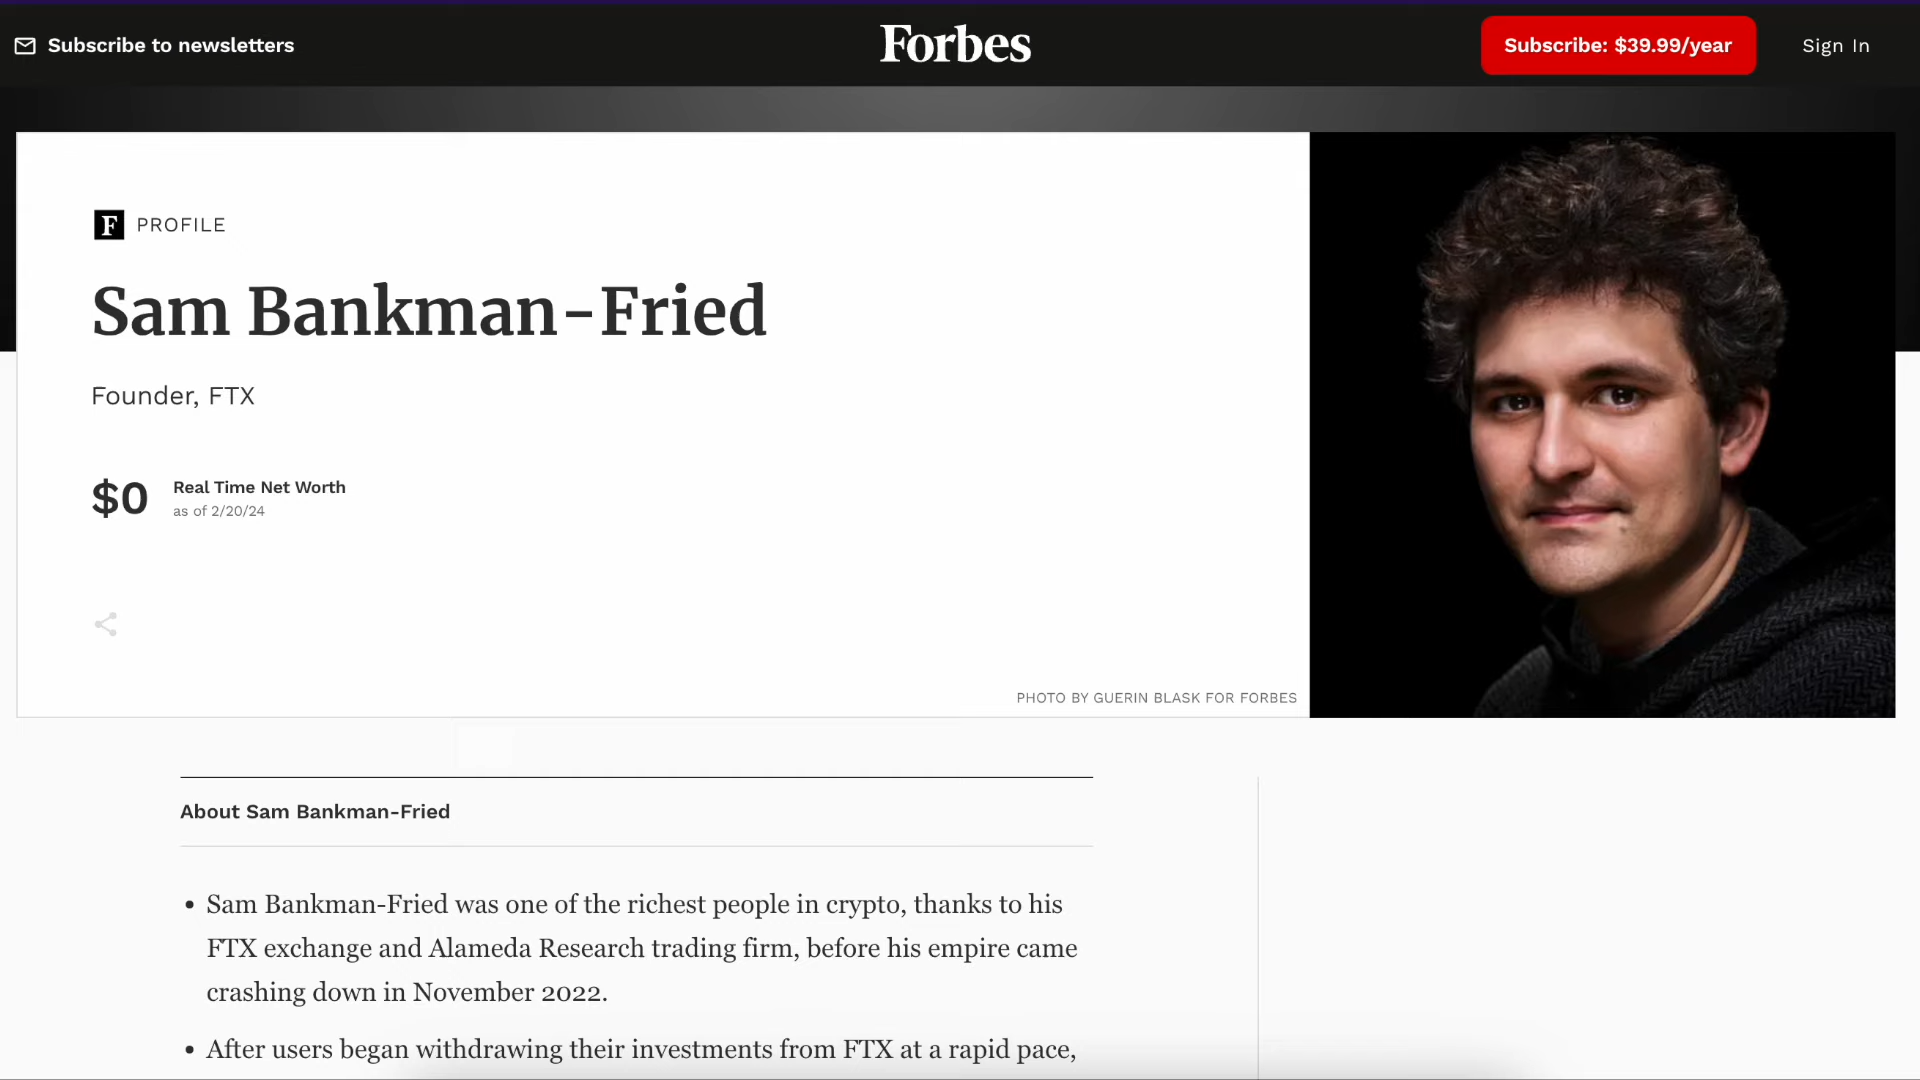 Subscribe to newsletters
Forbes
Subscribe: $39.99/year
Sign In
F PROFILE
Sam Bankman-Fried
Founder, FTX
$0
Real Time Net Worth
as of 2/20/24
PHOTO BY GUERIN BLASK FOR FORBES
About Sam Bankman-Fried
• Sam Bankman-Fried was one of the richest people in crypto, thanks to his
FTX exchange and Alameda Research trading firm, before his empire came
crashing down in November 2022.
• After users began withdrawing their investments from FTX at a rapid pace,